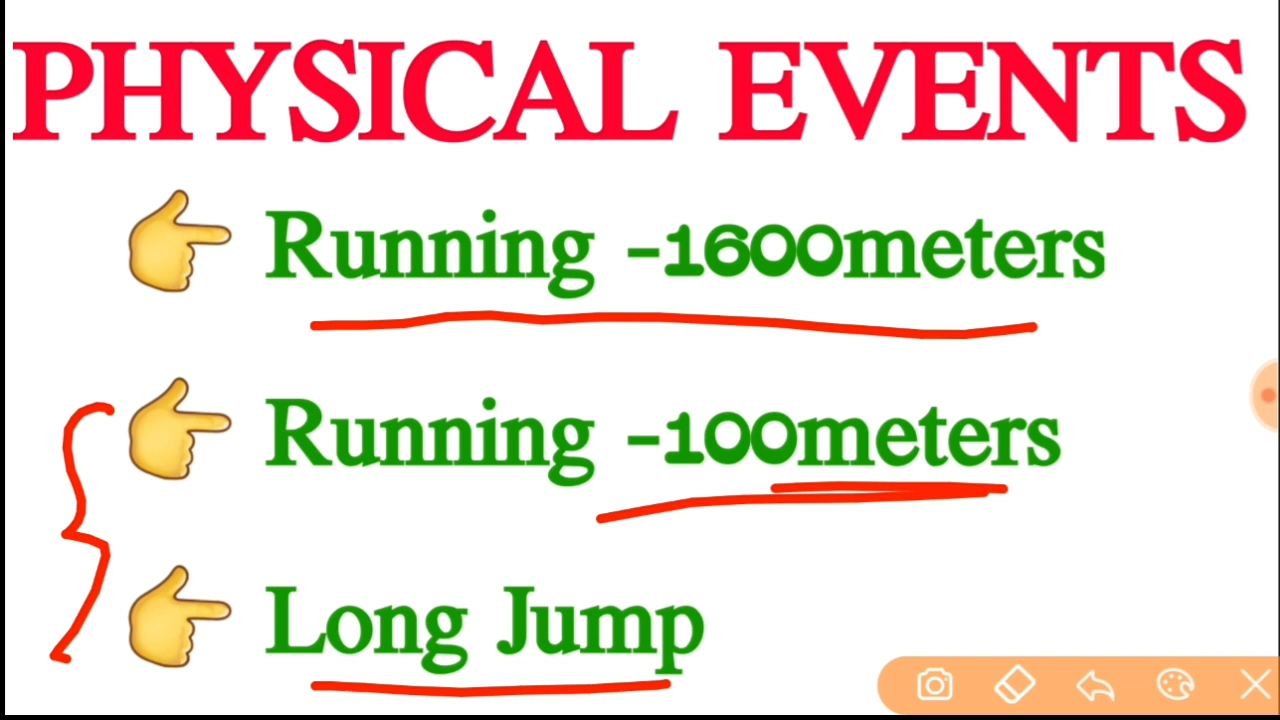 PHYSICAL EVENTS
Running -1600meters
Running -100meters
Long Jump